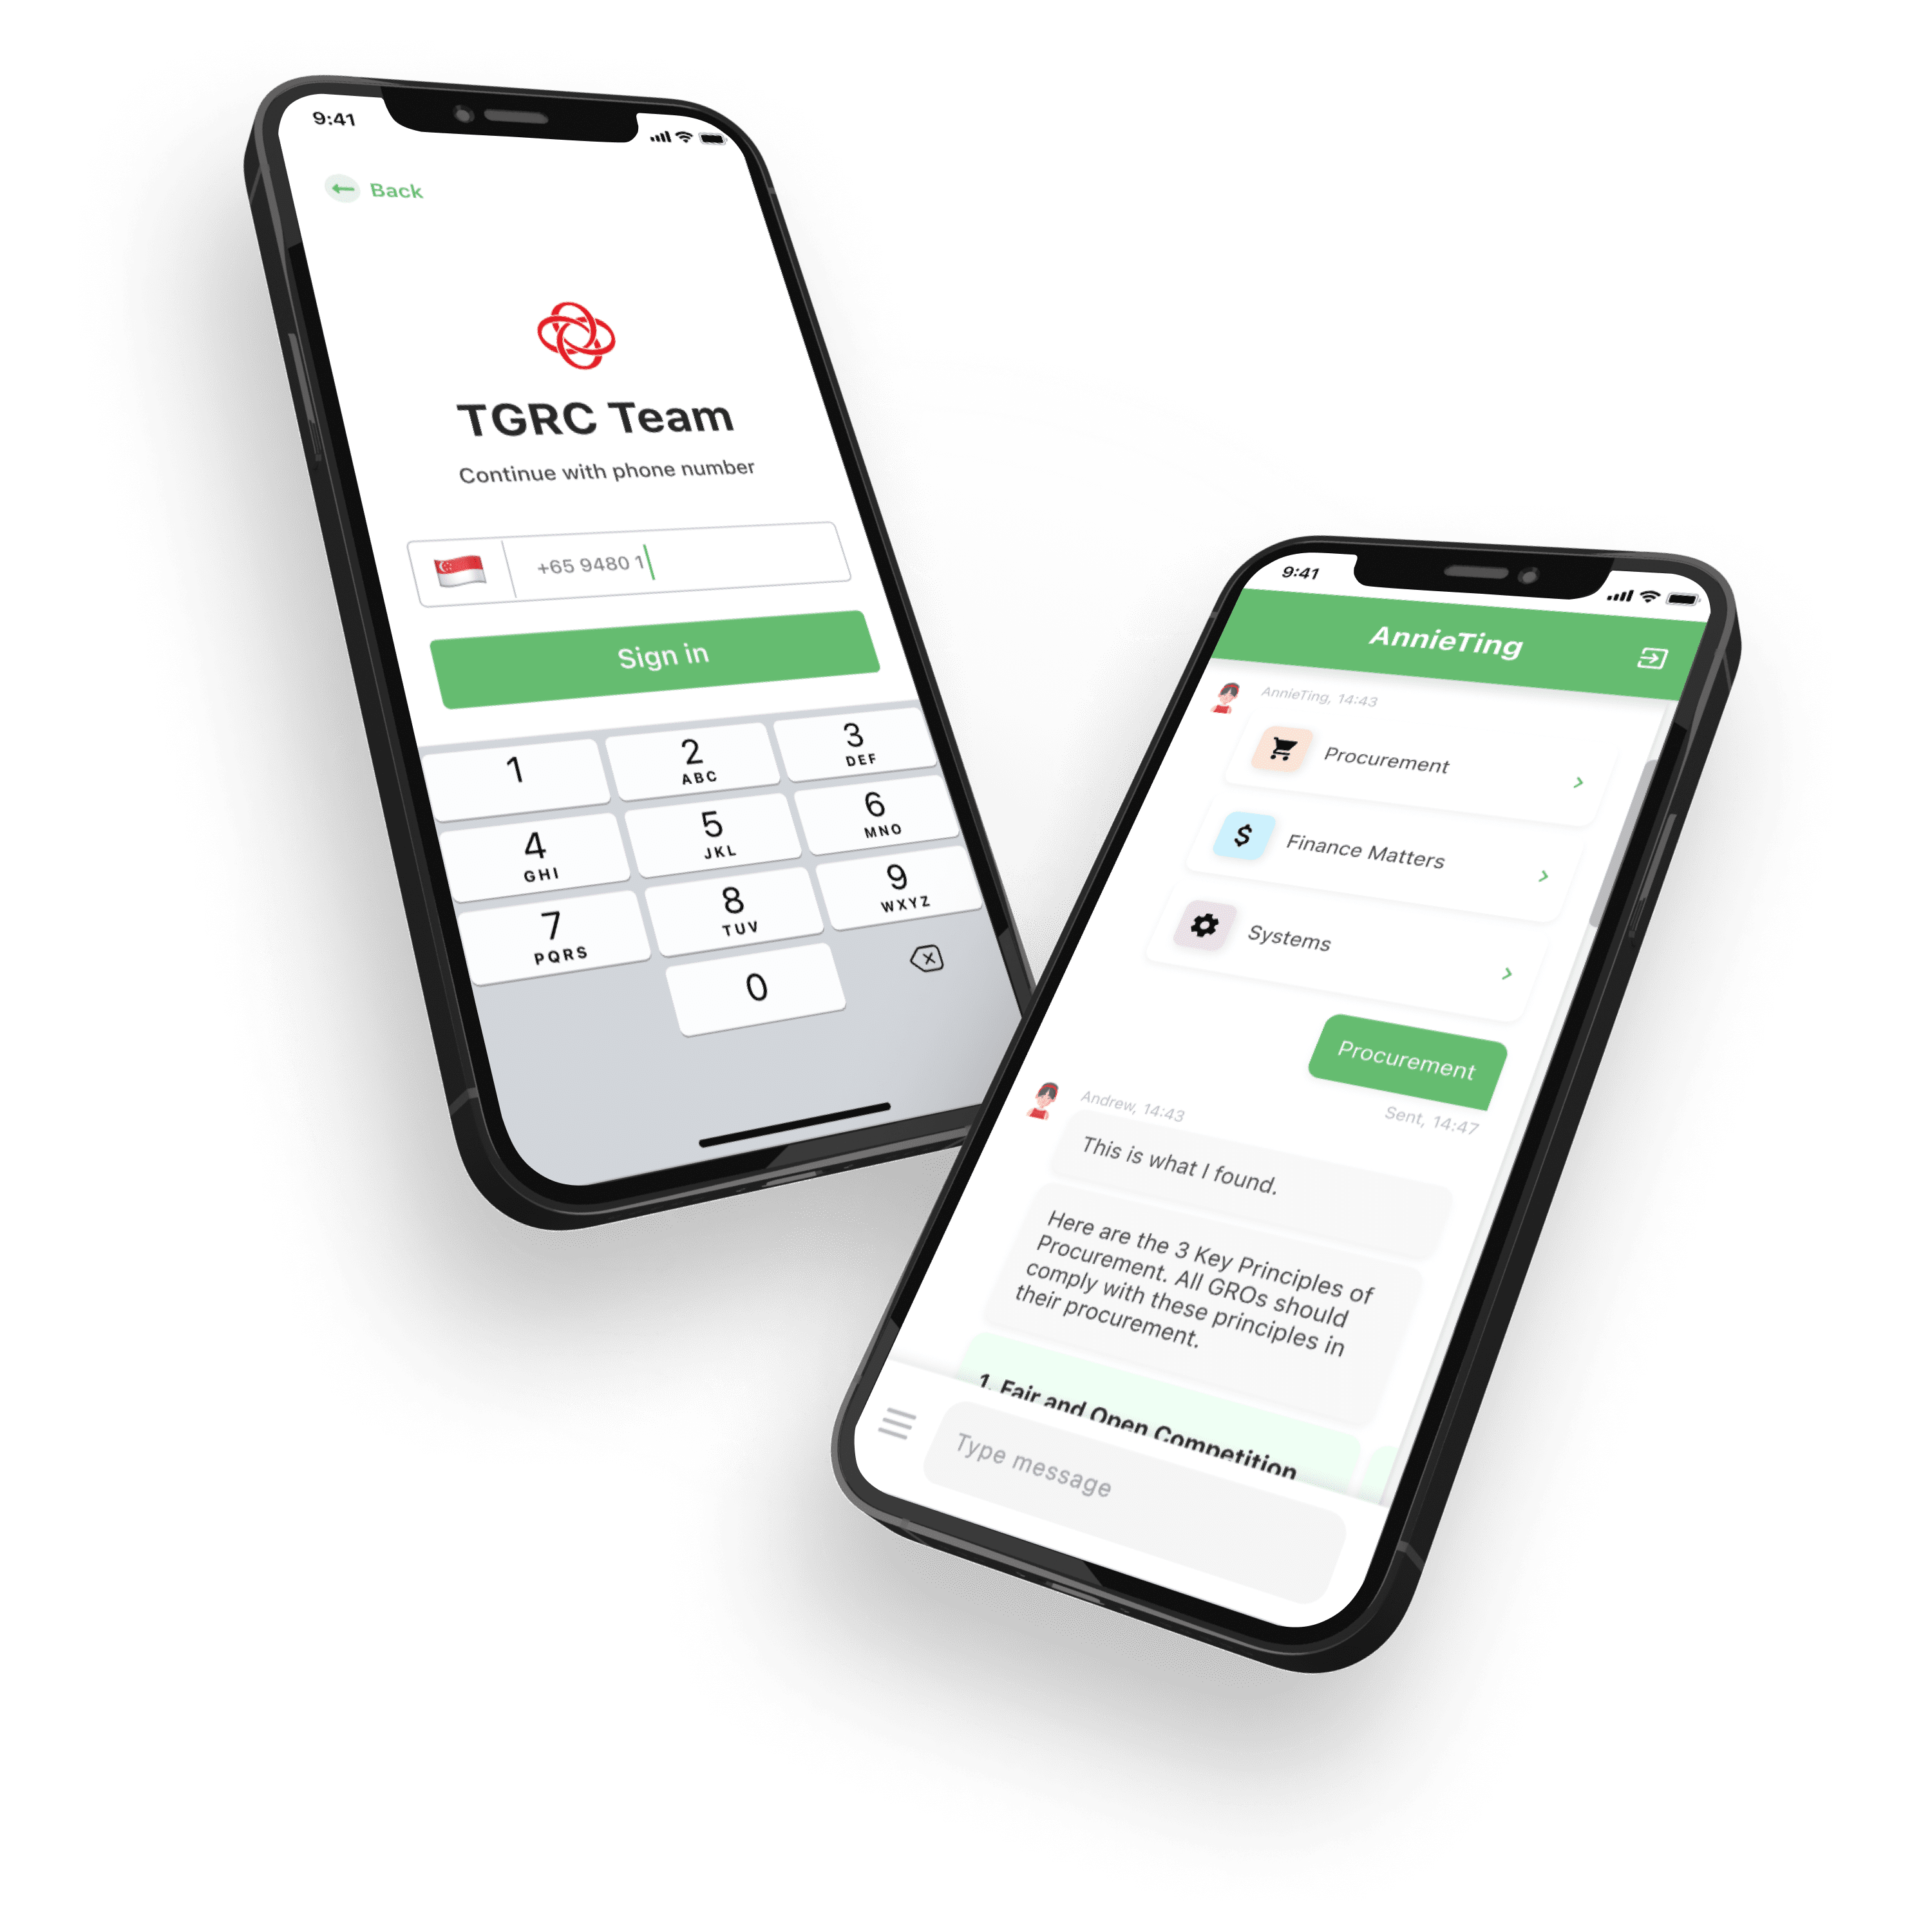 9:41
Back
TGRC Team
Continue with phone number
+65 9480 1
Sign in
1
2
ABC
3
DEF
4
GHI
5
JKL
6
MNO
7
PQRS
8
TUV
9
WXYZ
0
9:41
AnnieTing
AnnieTing, 14:43
Procurement
$
Finance Matters
Systems
Procurement
Sent, 14:47
Andrew, 14:43
This is what I found.
Here are the 3 Key Principles of
Procurement. All GROs should
comply with these principles in
their procurement.
1. Fair and Open Competition
Type message